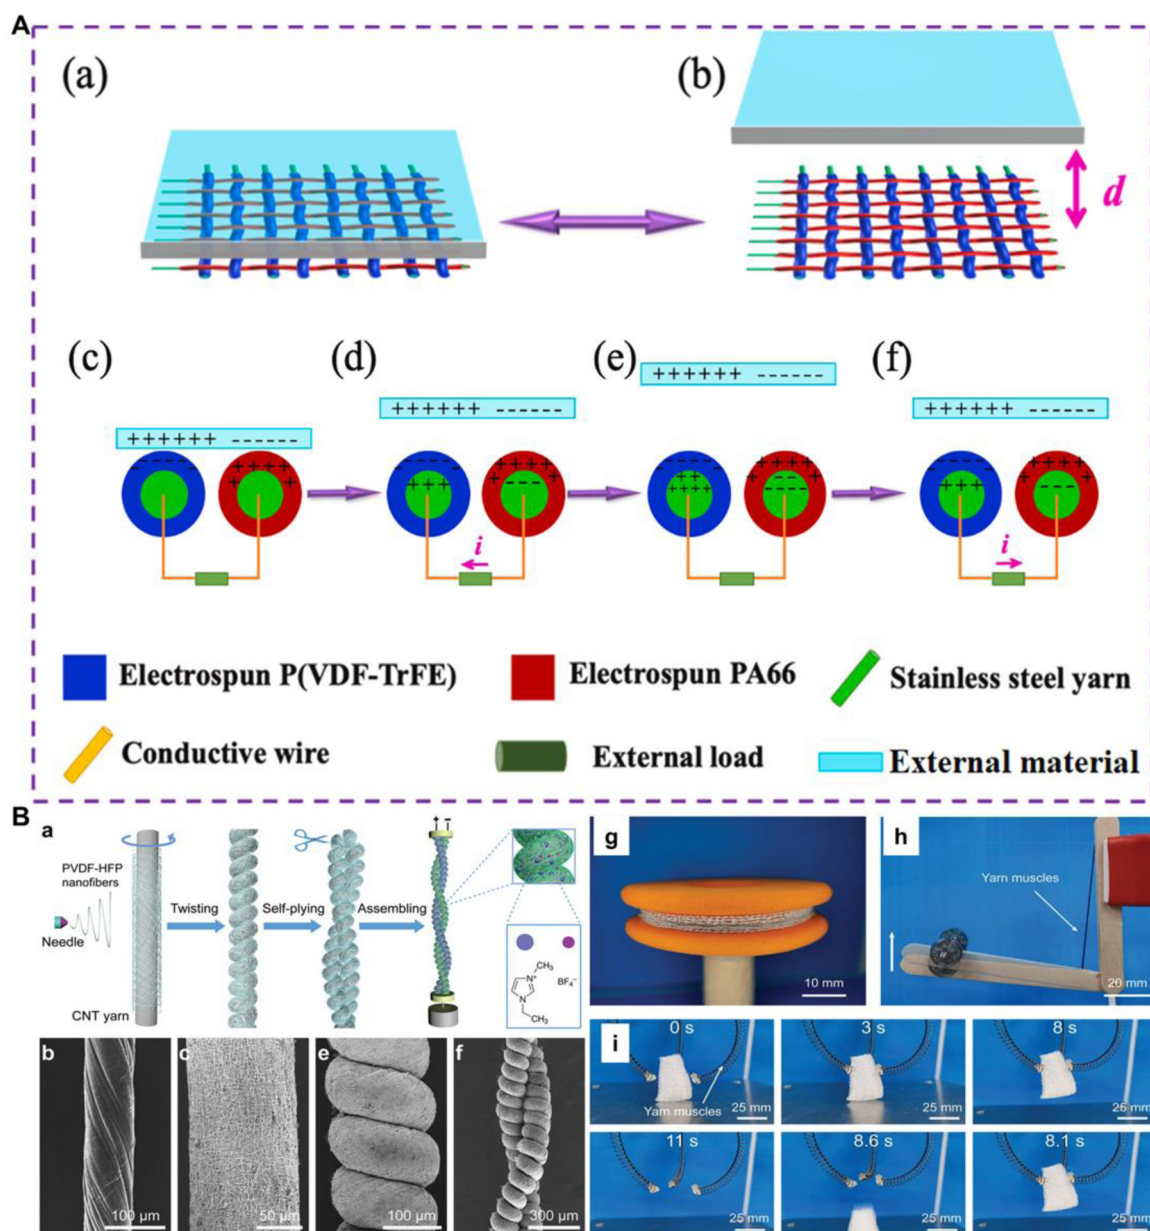 A
(a)
(b)
d
(c)
(d)
(e)
(f)
++++++ ------
++++++ ------
++++++ ------
++++++ ------
i
i
Electrospun P(VDF-TrFE)
Electrospun PA66
Stainless steel yarn
Conductive wire
External load
External material
B
a
PVDF-HFP
nanofibers
Needle
CNT yarn
Twisting
Self-plying
Assembling
+ -
CH₃
N⁺
N
CH₃
BF₄⁻
b
100 μm
c
50 μm
e
100 μm
f
300 μm
g
10 mm
h
Yarn muscles
20 mm
i
0 s
Yarn muscles
25 mm
3 s
25 mm
8 s
25 mm
11 s
25 mm
8.6 s
25 mm
8.1 s
25 mm